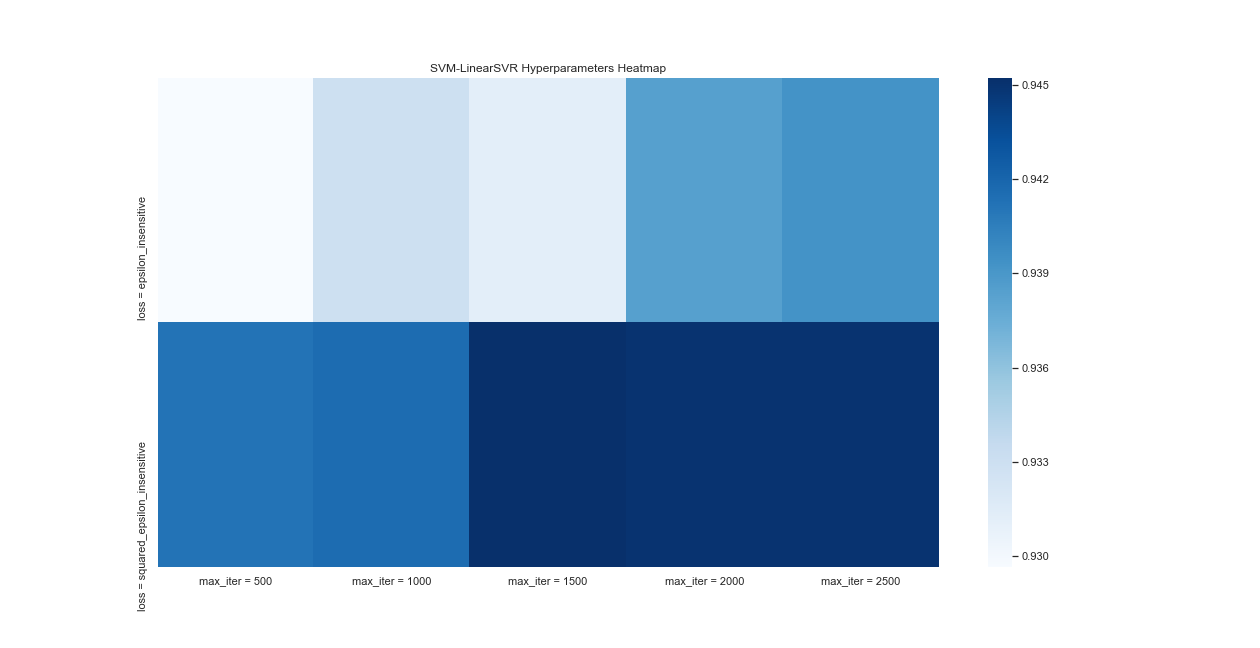 SVM-LinearSVR Hyperparameters Heatmap
loss = epsilon_insensitive
loss = squared_epsilon_insensitive
max_iter = 500
max_iter = 1000
max_iter = 1500
max_iter = 2000
max_iter = 2500
0.945
0.942
0.939
0.936
0.933
0.930